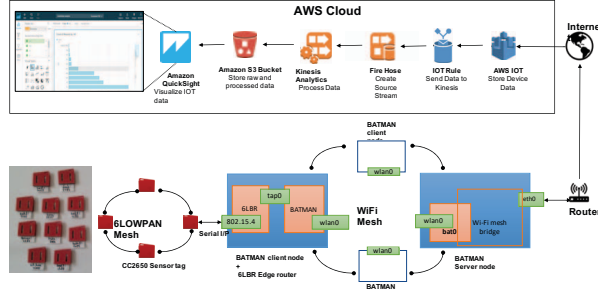 AWS Cloud
Internet
Amazon
QuickSight
Visualize IOT
data
Amazon S3 Bucket
Store raw and
processed data
Kinesis
Analytics
Process Data
Fire Hose
Create
Source
Stream
IOT Rule
Send Data to
Kinesis
AWS IOT
Store Device
Data
BATMAN
client
wlan0
6LOWPAN
Mesh
CC2650 Sensor tag
Serial I/P
802.15.4
6LBR
tap0
BATMAN
wlan0
WiFi
Mesh
BATMAN client node
+
6LBR Edge router
wlan0
BATMAN
wlan0
bat0
Wi-Fi mesh
bridge
eth0
BATMAN
Server node
Router